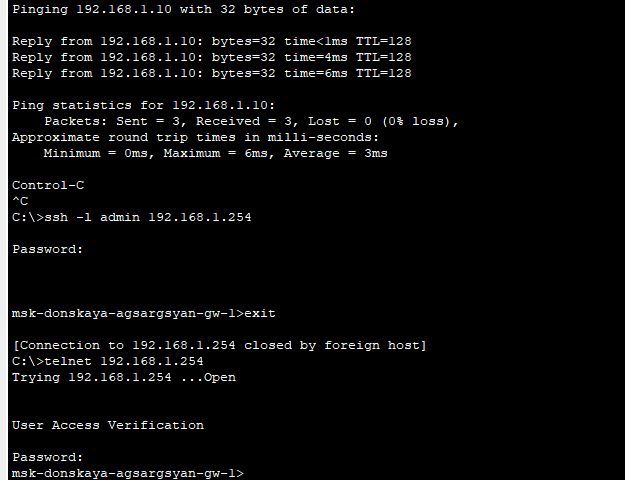 Pinging 192.168.1.10 with 32 bytes of data:
Reply from 192.168.1.10: bytes=32 time<1ms TTL=128
Reply from 192.168.1.10: bytes=32 time=4ms TTL=128
Reply from 192.168.1.10: bytes=32 time=6ms TTL=128
Ping statistics for 192.168.1.10:
    Packets: Sent = 3, Received = 3, Lost = 0 (0% loss),
Approximate round trip times in milli-seconds:
    Minimum = 0ms, Maximum = 6ms, Average = 3ms
Control-C
^C
C:\>ssh -l admin 192.168.1.254
Password:
msk-donskaya-agsargsyan-gw-1>exit
[Connection to 192.168.1.254 closed by foreign host]
C:\>telnet 192.168.1.254
Trying 192.168.1.254 ...Open
User Access Verification
Password:
msk-donskaya-agsargsyan-gw-1>